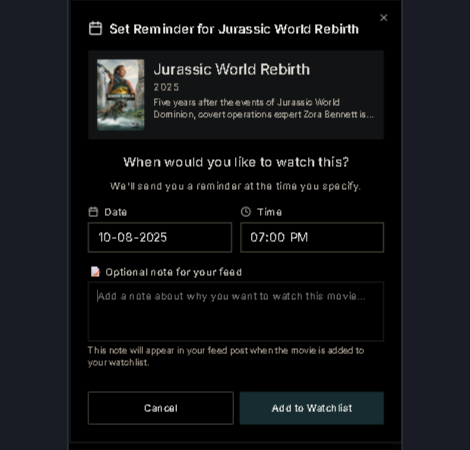 Set Reminder for Jurassic World Rebirth
Jurassic World Rebirth
2025
Five years after the events of Jurassic World
Dominion, covert operations expert Zora Bennett is...
When would you like to watch this?
We'll send you a reminder at the time you specify.
Date
Time
10-08-2025
07:00 PM
Optional note for your feed
Add a note about why you want to watch this movie...
This note will appear in your feed post when the movie is added to
your watchlist.
Cancel
Add to Watchlist